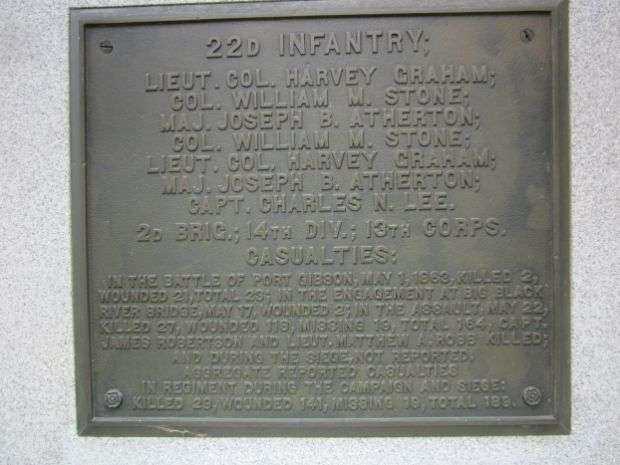 22D INFANTRY;
LIEUT. COL. HARVEY GRAHAM;
COL. WILLIAM M. STONE;
MAJ. JOSEPH B. ATHERTON;
COL. WILLIAM M. STONE;
LIEUT. COL. HARVEY GRAHAM;
MAJ. JOSEPH B. ATHERTON;
CAPT. CHARLES N. LEE.
2D BRIG.; 14TH DIV.; 13TH CORPS.
CASUALTIES:
IN THE BATTLE OF PORT GIBSON, MAY 1, 1863, KILLED 2,
WOUNDED 21, TOTAL 23; IN THE ENGAGEMENT AT BIG BLACK
RIVER BRIDGE, MAY 17, WOUNDED 2; IN THE ASSAULT, MAY 22,
KILLED 27, WOUNDED 118, MISSING 19, TOTAL 164, CAPT.
JAMES ROBERTSON AND LIEUT. MATTHEW A. ROBB KILLED;
AND DURING THE SIEGE, NOT REPORTED.
AGGREGATE REPORTED CASUALTIES
IN REGIMENT DURING THE CAMPAIGN AND SIEGE:
KILLED 29, WOUNDED 141, MISSING 19, TOTAL 189.